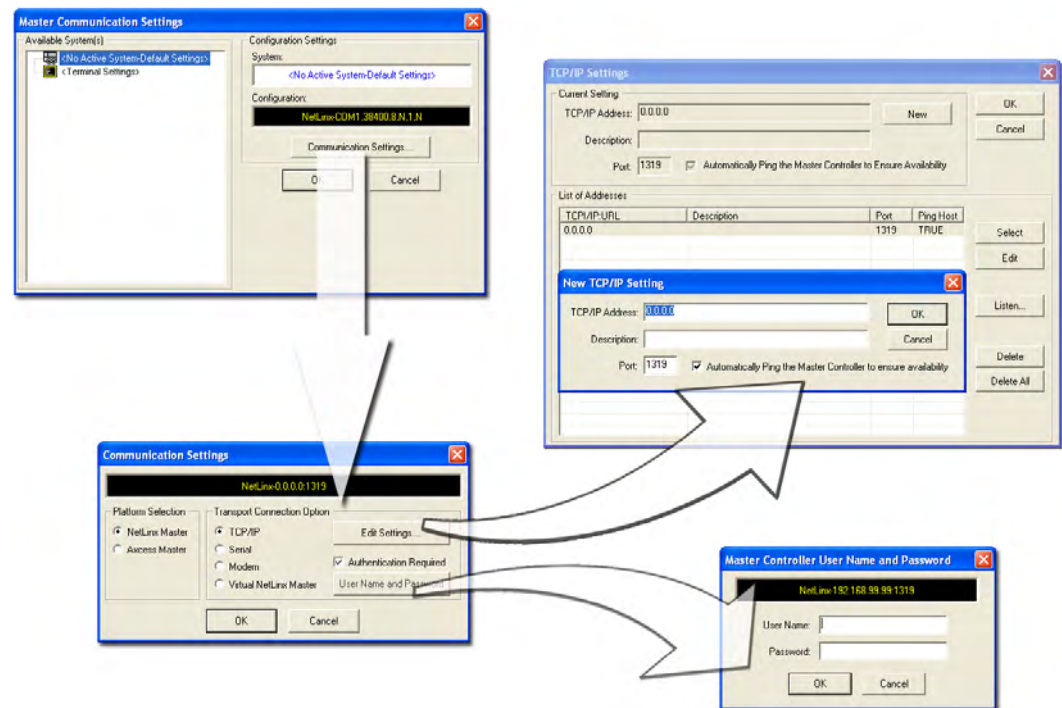 Master Communication Settings
Available System(s)
<No Active System-Default Settings>
<Terminal Settings>
Configuration Settings
System:
<No Active System-Default Settings>
Configuration:
NetLinx-COM1,38400,8,N,1,N
Communication Settings...
OK Cancel
TCP/IP Settings
Current Setting
TCP/IP Address: 0.0.0.0 New
Description:
Port: 1319 Automatically Ping the Master Controller to Ensure Availability
OK
Cancel
List of Addresses
TCPI/IP:URL Description Port Ping Host
0.0.0.0 1319 TRUE
Select
Edit
Listen...
Delete
Delete All
New TCP/IP Setting
TCP/IP Address: 0.0.0.0 OK
Description: Cancel
Port: 1319 Automatically Ping the Master Controller to ensure availability
Communication Settings
NetLinx-0.0.0.0:1319
Platform Selection
NetLinx Master
Axcess Master
Transport Connection Option
TCP/IP
Serial
Modem
Virtual NetLinx Master
Edit Settings...
Authentication Required
User Name and Password
OK Cancel
Master Controller User Name and Password
NetLinx-192.168.99.99:1319
User Name:
Password:
OK Cancel